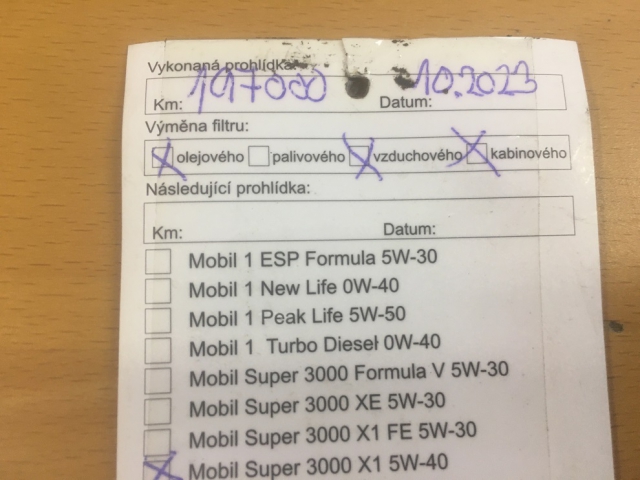 Vykonaná prohlídka:
Km: 197000 Datum: 10.2023
Výměna filtru:
olejového palivového vzduchového kabinového
Následující prohlídka:
Km: Datum:
Mobil 1 ESP Formula 5W-30
Mobil 1 New Life 0W-40
Mobil 1 Peak Life 5W-50
Mobil 1 Turbo Diesel 0W-40
Mobil Super 3000 Formula V 5W-30
Mobil Super 3000 XE 5W-30
Mobil Super 3000 X1 FE 5W-30
Mobil Super 3000 X1 5W-40